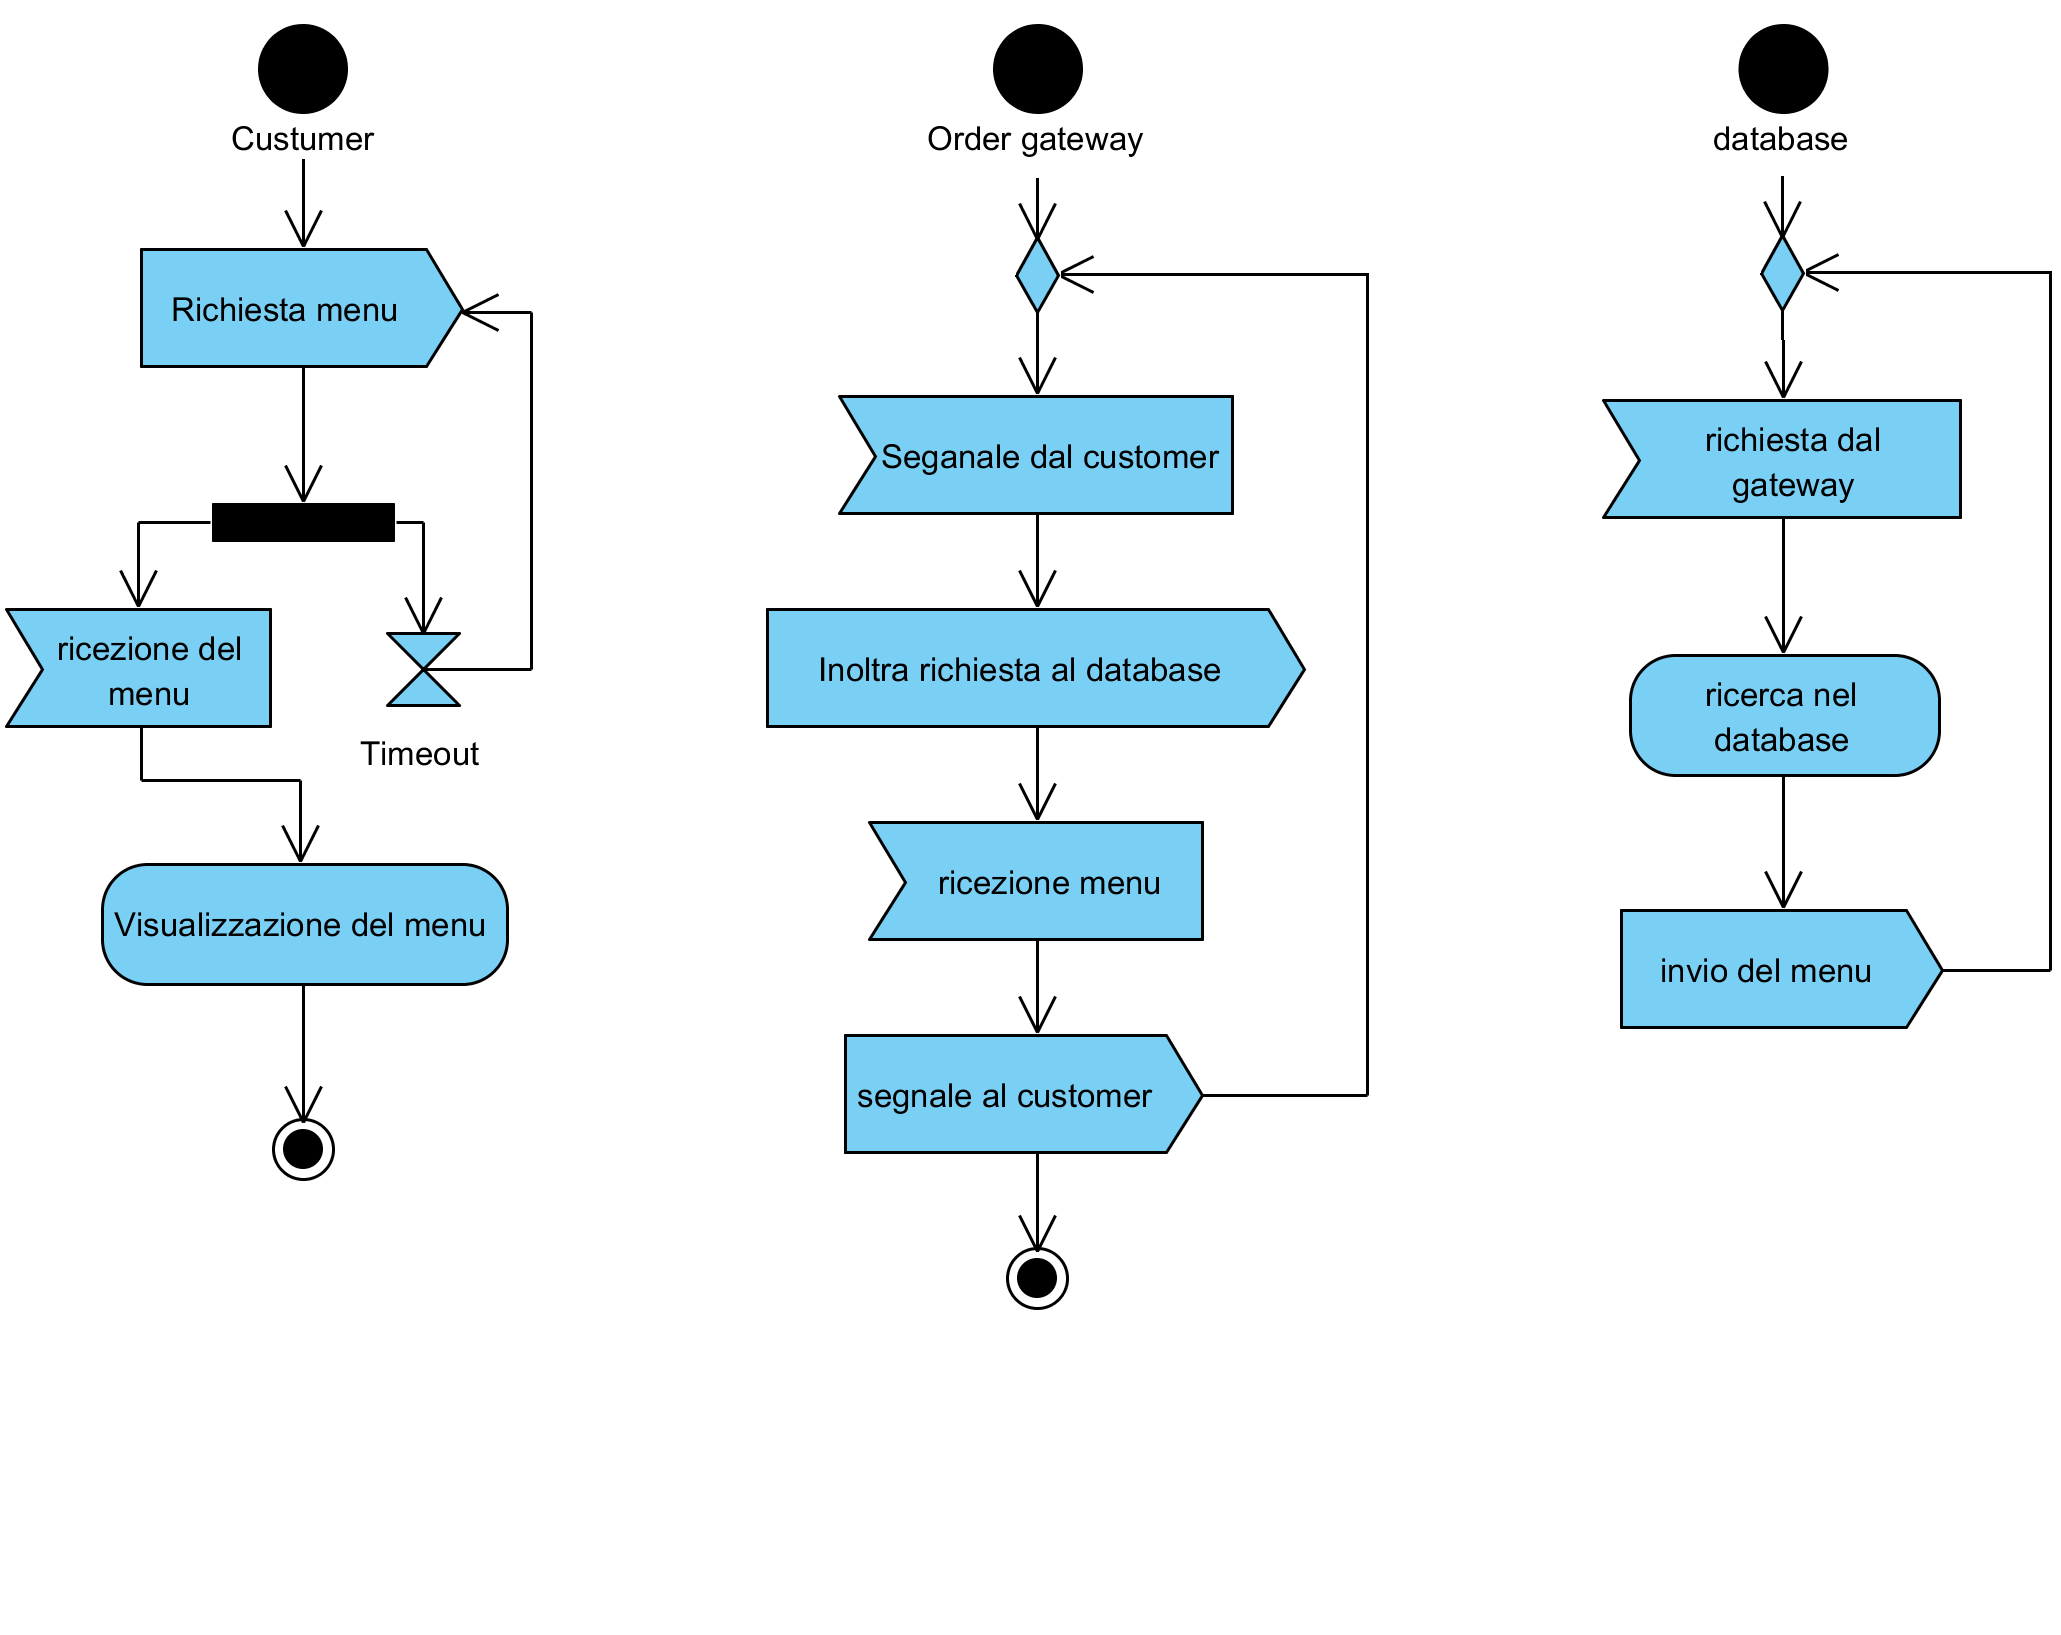 Custumer
Richiesta menu
ricezione del
menu
Timeout
Visualizzazione del menu
Order gateway
Seganale dal customer
Inoltra richiesta al database
ricezione menu
segnale al customer
database
richiesta dal
gateway
ricerca nel
database
invio del menu